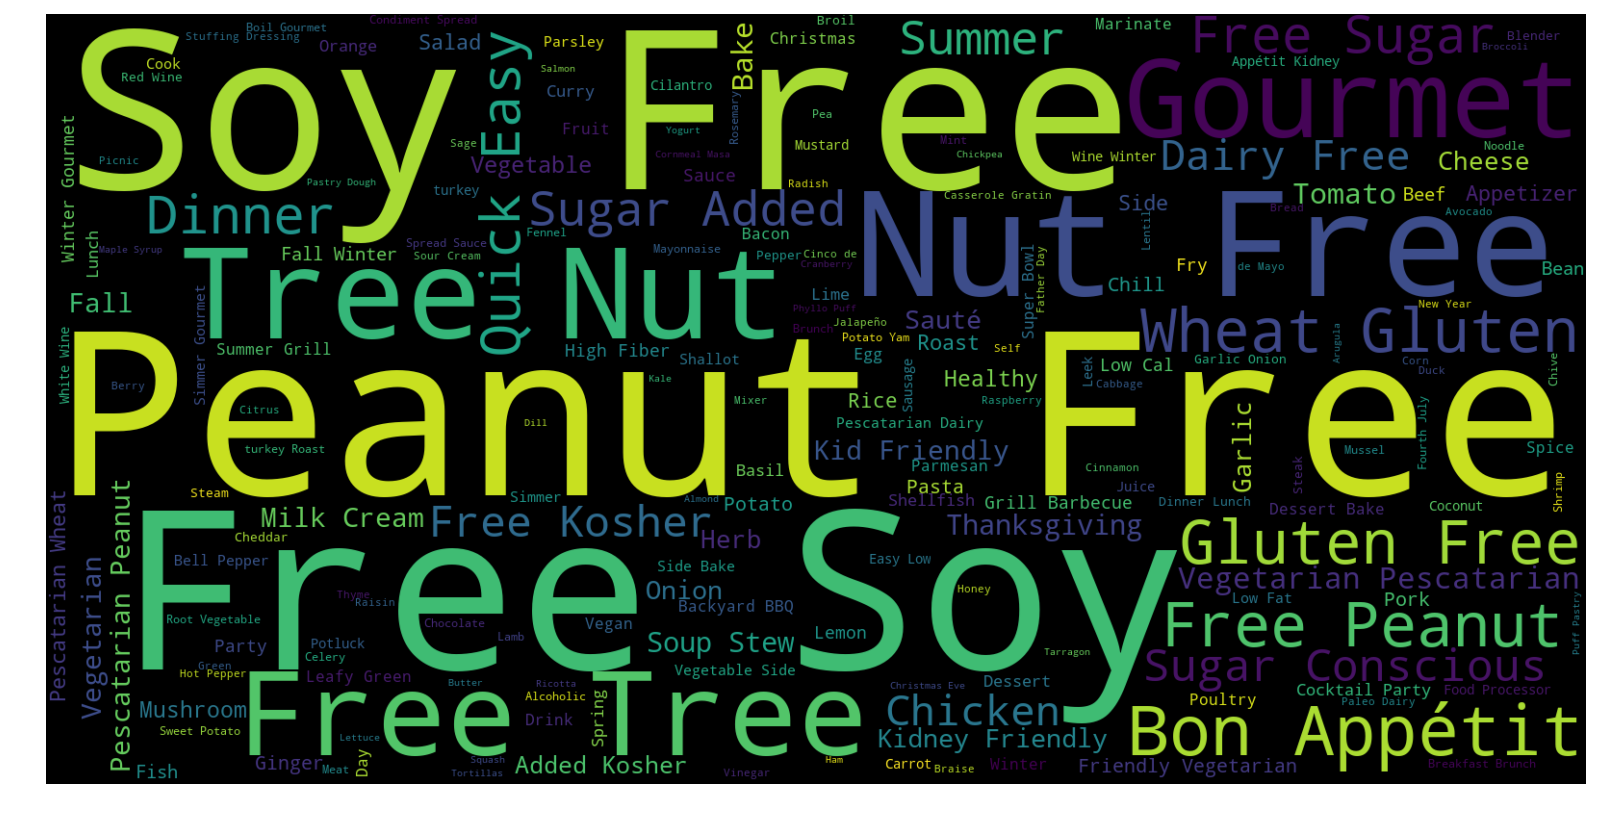 Soy Free
Free Sugar
Gourmet
Summer
Easy
Bake
Boil Gourmet
Condiment Spread
Stuffing Dressing
Orange
Salad
Parsley
Broil
Christmas
Marinate
Blender
Broccoli
Appétit Kidney
Cook
Red Wine
Salmon
Cilantro
Curry
Rosemary
Pea
Fruit
Yogurt
Mint
Mustard
Noodle
Winter Gourmet
Picnic
Sage
Vegetable
Cornmeal Masa
Sauce
Chickpea
Wine Winter
Dairy Free
Cheese
Pastry Dough
turkey
Radish
Casserole Gratin
Tomato
Beef
Appetizer
Dinner
Quick
Sugar Added
Nut Free
Side
Bread
Avocado
Lentil
Lunch
Maple Syrup
Fall Winter
Spread Sauce
Sour Cream
Fennel
Bacon
Mayonnaise
Pepper
Cinco de
Cranberry
Super Bowl
Father Day
Fry
de Mayo
Bean
Tree Nut
Fall
Lime
Phyllo Puff
Chill
New Year
White Wine
Simmer Gourmet
Summer Grill
High Fiber
Shallot
Brunch
Jalapeño
Potato Yam
Sauté
Roast
Self
Wheat Gluten
Egg
Leek
Low Cal
Garlic Onion
Arugula
Corn
Duck
Chive
Peanut Free
Berry
Citrus
Kale
Mixer
Rice
Sausage
Healthy
Raspberry
Cabbage
Dill
Pescatarian Dairy
Garlic
Fourth July
turkey Roast
Kid Friendly
Mussel
Spice
Basil
Parmesan
Cinnamon
Steak
Shrimp
Pescatarian Wheat
Pescatarian Peanut
Steam
Simmer
Almond
Potato
Pasta
Shellfish
Grill Barbecue
Juice
Dinner Lunch
Dessert Bake
Coconut
Milk Cream
Cheddar
Free Kosher
Herb
Thanksgiving
Free Soy
Gluten Free
Vegetarian
Bell Pepper
Side Bake
Easy Low
Onion
Honey
Vegetarian Pescatarian
Thyme
Raisin
Backyard BBQ
Low Fat
Pork
Puff Pastry
Root Vegetable
Chocolate
Vegan
Free Peanut
Party
Potluck
Lamb
Soup Stew
Lemon
Celery
Tarragon
Green
Hot Pepper
Leafy Green
Butter
Ricotta
Vegetable Side
Christmas Eve
Dessert
Sugar Conscious
Free Tree
Alcoholic
Spring
Poultry
Cocktail Party
Food Processor
Paleo Dairy
Mushroom
Drink
Chicken
Bon Appétit
Sweet Potato
Lettuce
Day
Kidney Friendly
Fish
Ginger
Meat
Squash
Tortillas
Added Kosher
Vinegar
Ham
Carrot
Braise
Winter
Friendly Vegetarian
Breakfast Brunch